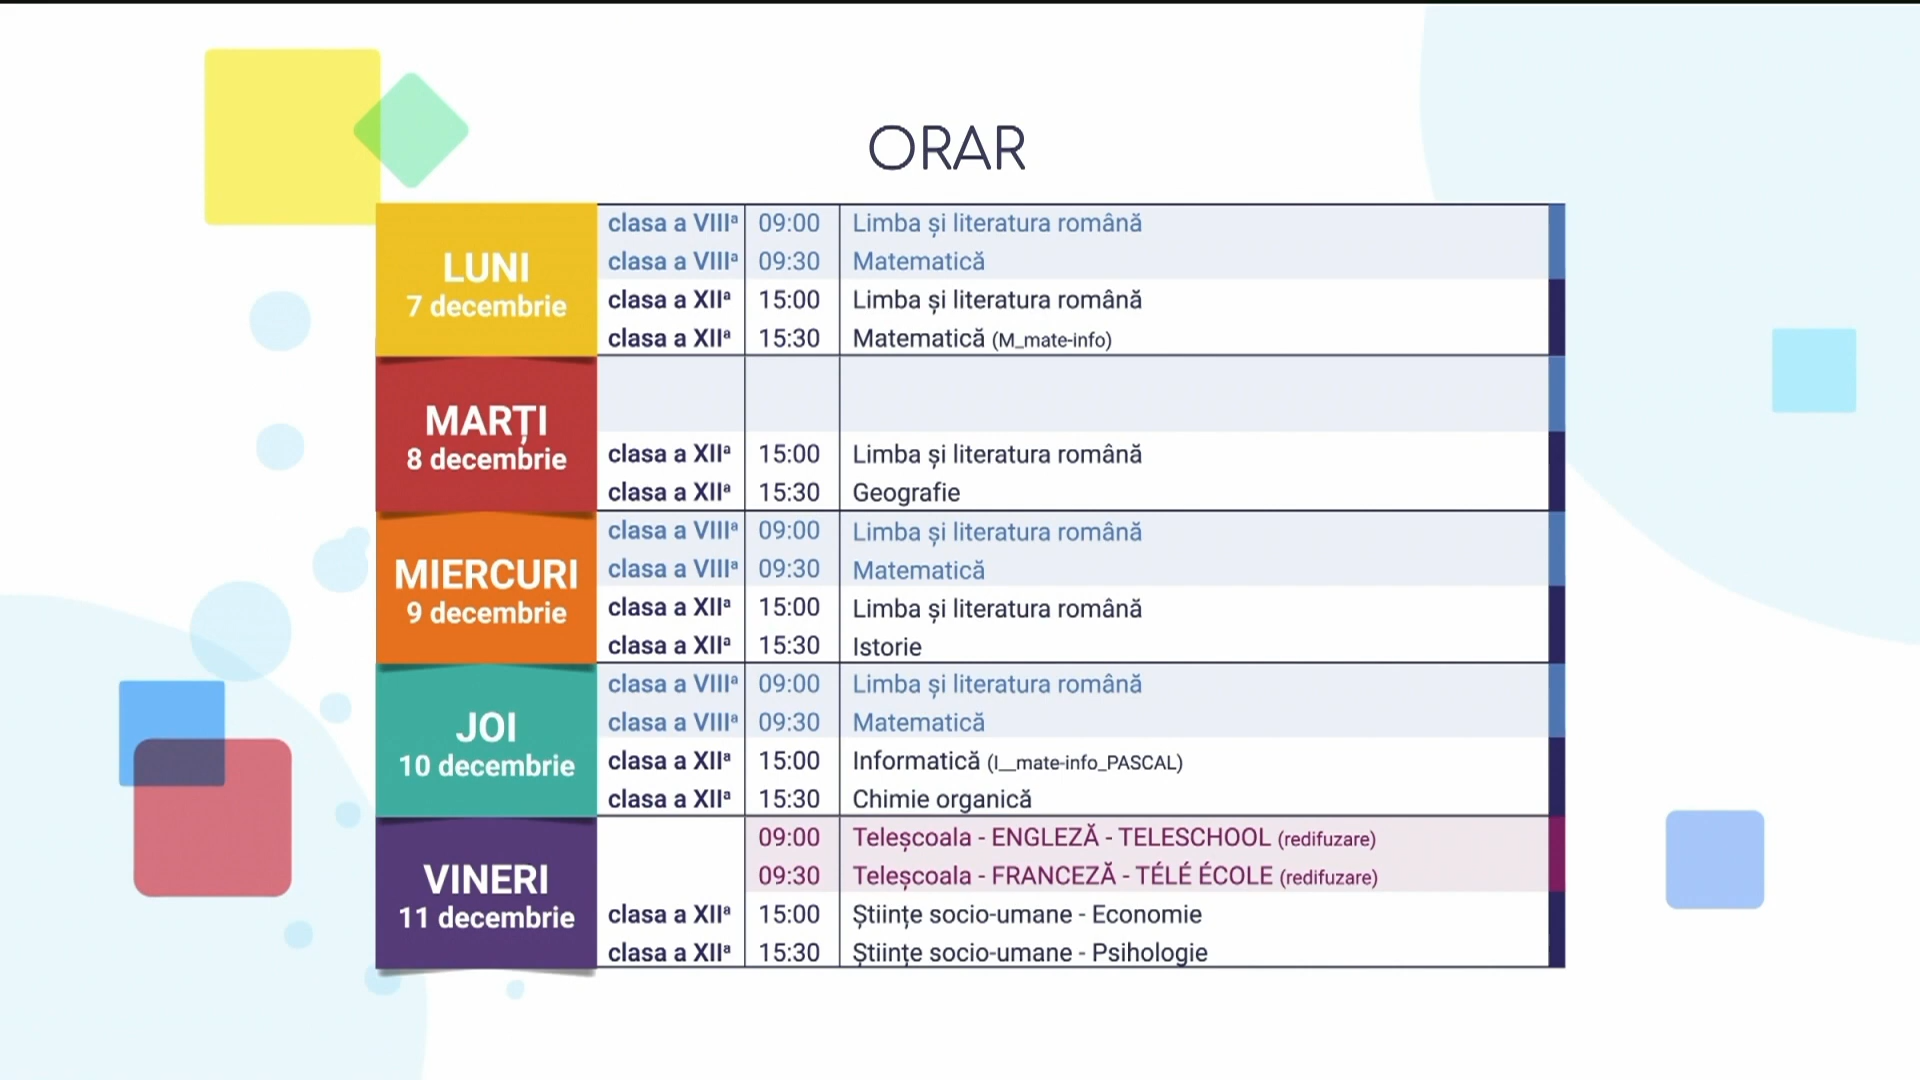 ORAR
LUNI
7 decembrie
clasa a VIIIª 09:00 Limba și literatura română
clasa a VIIIª 09:30 Matematică
clasa a XIIª 15:00 Limba și literatura română
clasa a XIIª 15:30 Matematică (M_mate-info)
MARȚI
8 decembrie
clasa a XIIª 15:00 Limba și literatura română
clasa a XIIª 15:30 Geografie
MIERCURI
9 decembrie
clasa a VIIIª 09:00 Limba și literatura română
clasa a VIIIª 09:30 Matematică
clasa a XIIª 15:00 Limba și literatura română
clasa a XIIª 15:30 Istorie
JOI
10 decembrie
clasa a VIIIª 09:00 Limba și literatura română
clasa a VIIIª 09:30 Matematică
clasa a XIIª 15:00 Informatică (I__mate-info_PASCAL)
clasa a XIIª 15:30 Chimie organică
VINERI
11 decembrie
09:00 Teleșcoala - ENGLEZĂ - TELESCHOOL (redifuzare)
09:30 Teleșcoala - FRANCEZĂ - TÉLÉ ÉCOLE (redifuzare)
clasa a XIIª 15:00 Științe socio-umane - Economie
clasa a XIIª 15:30 Științe socio-umane - Psihologie